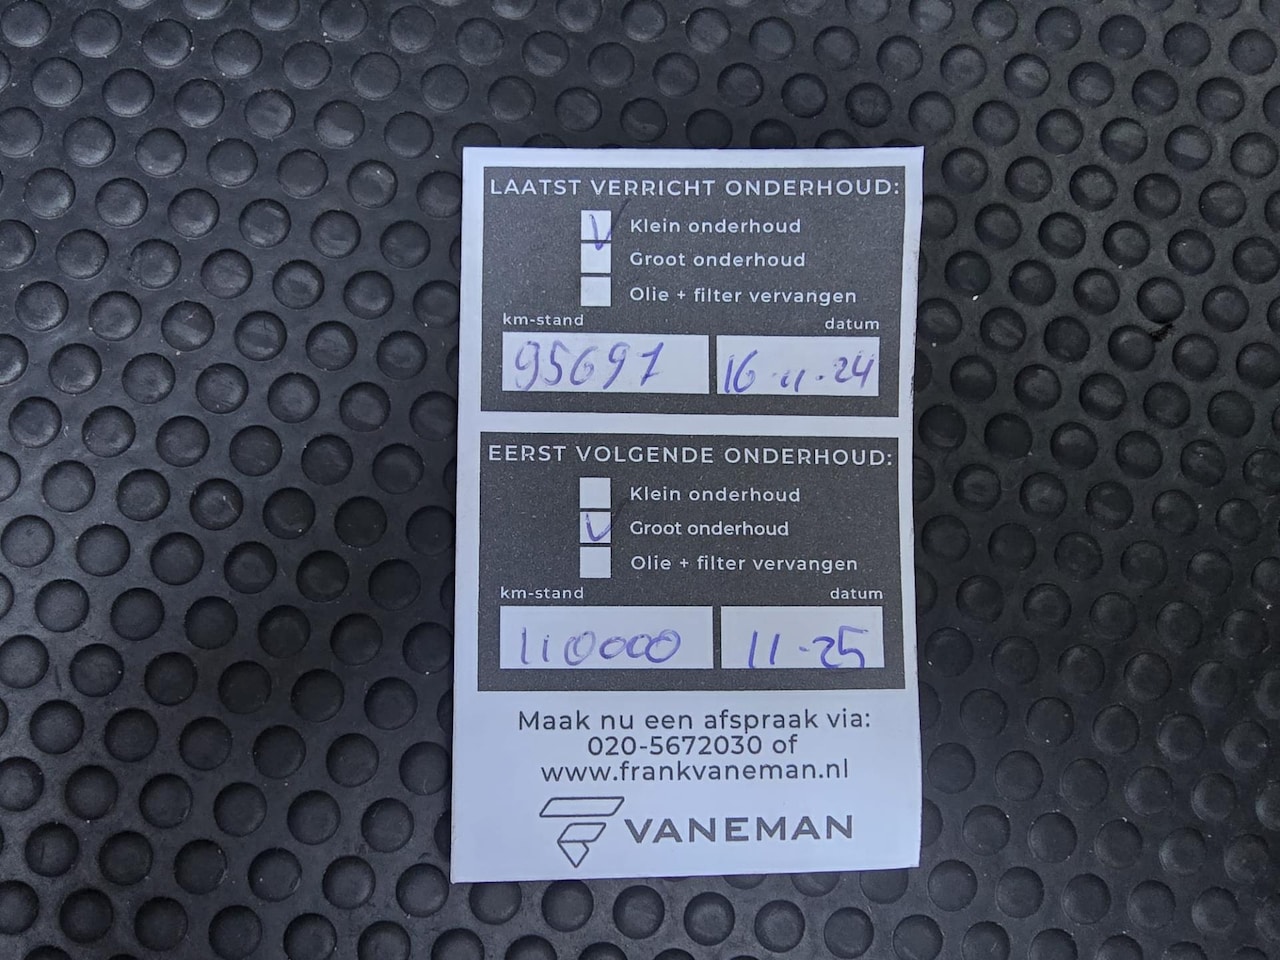 LAATST VERRICHT ONDERHOUD:
Klein onderhoud
Groot onderhoud
Olie + filter vervangen
km-stand datum
95697 16-11-24
EERST VOLGENDE ONDERHOUD:
Klein onderhoud
Groot onderhoud
Olie + filter vervangen
km-stand datum
110000 11-25
Maak nu een afspraak via:
020-5672030 of
www.frankvaneman.nl
VANEMAN